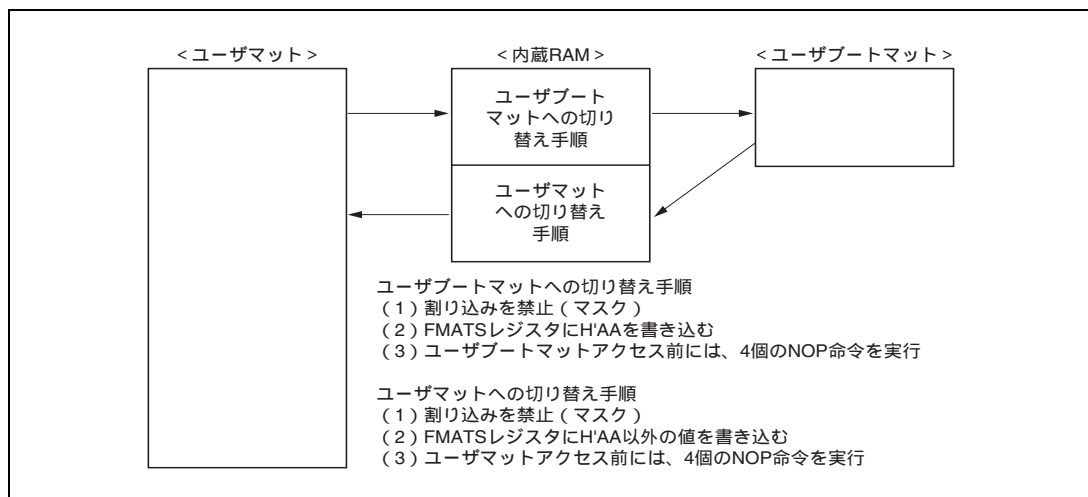 <ユーザマット>
<内蔵RAM>
<ユーザブートマット>
ユーザブート
マットへの切り
替え手順
ユーザマット
への切り替え
手順
ユーザブートマットへの切り替え手順
(1)割り込みを禁止(マスク)
(2)FMATSレジスタにH'AAを書き込む
(3)ユーザブートマットアクセス前には、4個のNOP命令を実行
ユーザマットへの切り替え手順
(1)割り込みを禁止(マスク)
(2)FMATSレジスタにH'AA以外の値を書き込む
(3)ユーザマットアクセス前には、4個のNOP命令を実行